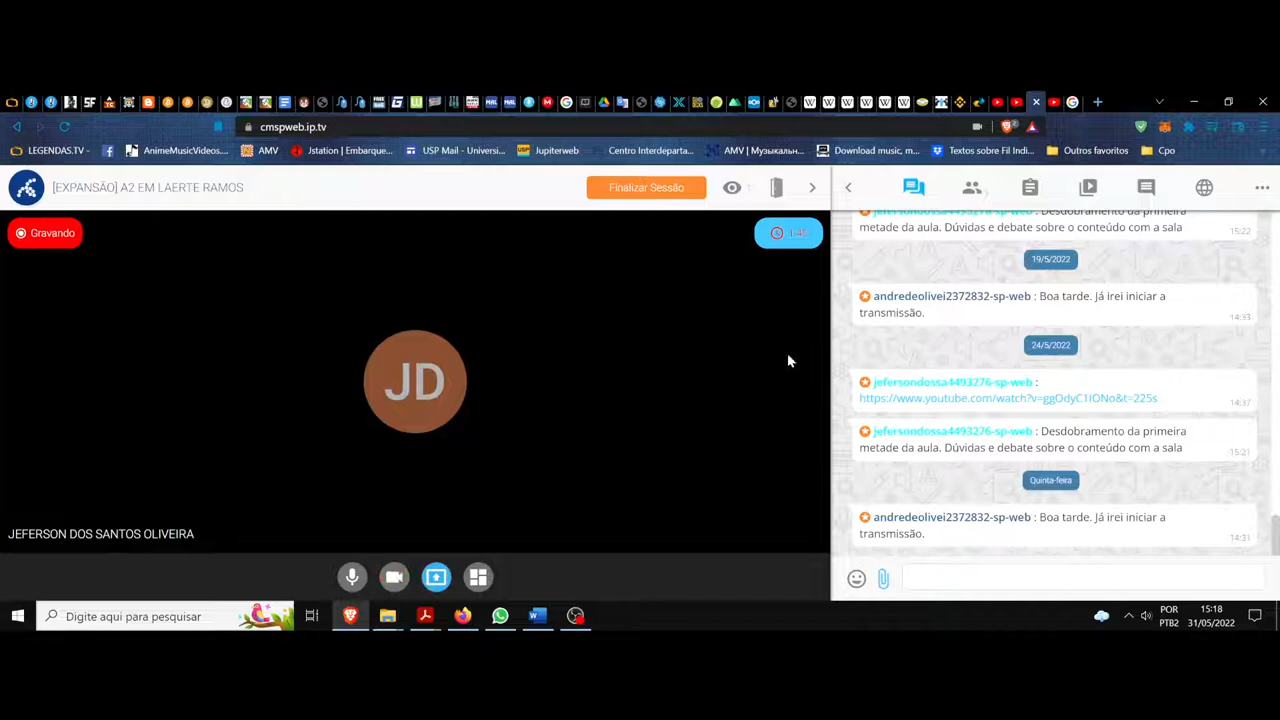 cmspweb.ip.tv
LEGENDAS.TV -
AnimeMusicVideos...
AMV
Jstation | Embarque...
USP Mail - Universi...
Jupiterweb
Centro Interdeparta...
AMV | Музыкальн...
Download music, m...
Textos sobre Fil Indi...
Outros favoritos
Cpo
[EXPANSÃO] A2 EM LAERTE RAMOS
Finalizar Sessão
Gravando
JD
JEFERSON DOS SANTOS OLIVEIRA
jefersondossa4493276-sp-web : Desdobramento da primeira
metade da aula. Dúvidas e debate sobre o conteúdo com a sala
15:22
19/5/2022
andredeolivei2372832-sp-web : Boa tarde. Já irei iniciar a
transmissão.
14:33
24/5/2022
jefersondossa4493276-sp-web :
https://www.youtube.com/watch?v=ggOdyC1IONo&t=225s
14:37
jefersondossa4493276-sp-web : Desdobramento da primeira
metade da aula. Dúvidas e debate sobre o conteúdo com a sala
15:21
Quinta-feira
andredeolivei2372832-sp-web : Boa tarde. Já irei iniciar a
transmissão.
14:31
Digite aqui para pesquisar
POR
PTB2
15:18
31/05/2022